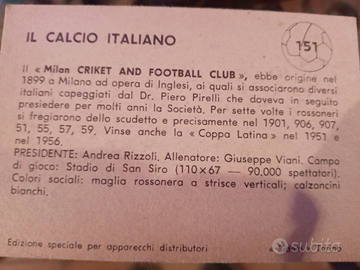 IL CALCIO ITALIANO
151
Il « Milan CRIKET AND FOOTBALL CLUB », ebbe origine nel
1899 a Milano ad opera di Inglesi, ai quali si associarono diversi
italiani capeggiati dal Dr. Piero Pirelli che doveva in seguito
presiedere per molti anni la Società. Per sette volte i rossoneri
si fregiarono dello scudetto e precisamente nel 1901, 906, 907,
51, 55, 57, 59. Vinse anche la « Coppa Latina » nel 1951 e
nel 1956.
PRESIDENTE: Andrea Rizzoli. Allenatore: Giuseppe Viani. Campo
di gioco: Stadio di San Siro (110×67 — 90.000 spettatori).
Colori sociali: maglia rossonera a strisce verticali; calzoncini
bianchi.
Edizione speciale per apparecchi distributori
subito